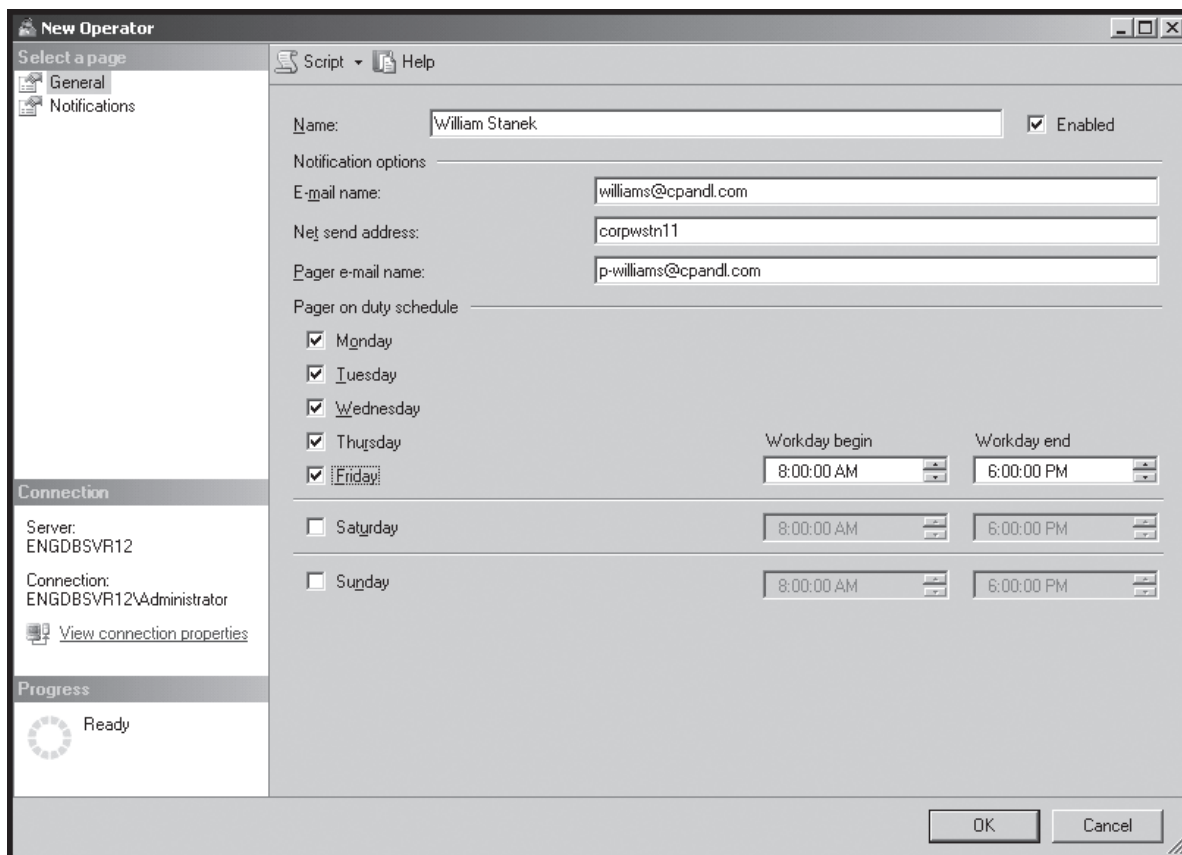 New Operator
Select a page
General
Notifications
Script Help
Name: William Stanek Enabled
Notification options
E-mail name: williams@cpandl.com
Net send address: corpwstn11
Pager e-mail name: p-williams@cpandl.com
Pager on duty schedule
Monday
Tuesday
Wednesday
Thursday Workday begin Workday end
Friday 8:00:00 AM 6:00:00 PM
Saturday 8:00:00 AM 6:00:00 PM
Sunday 8:00:00 AM 6:00:00 PM
Connection
Server:
ENGDBSVR12
Connection:
ENGDBSVR12\Administrator
View connection properties
Progress
Ready
OK Cancel